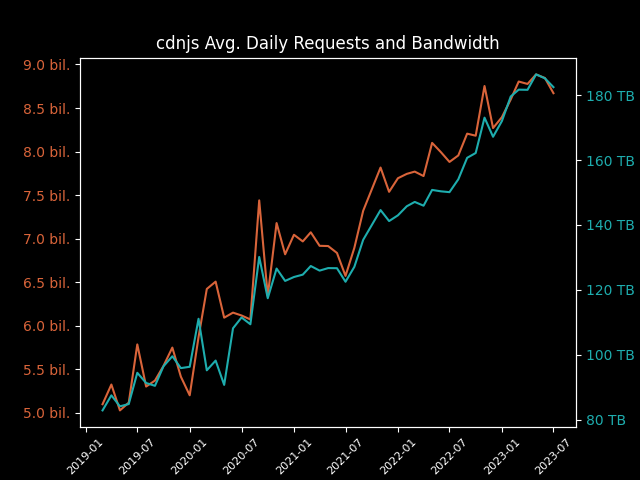 cdnjs Avg. Daily Requests and Bandwidth
9.0 bil.
8.5 bil.
8.0 bil.
7.5 bil.
7.0 bil.
6.5 bil.
6.0 bil.
5.5 bil.
5.0 bil.
180 TB
160 TB
140 TB
120 TB
100 TB
80 TB
2019-01
2019-07
2020-01
2020-07
2021-01
2021-07
2022-01
2022-07
2023-01
2023-07